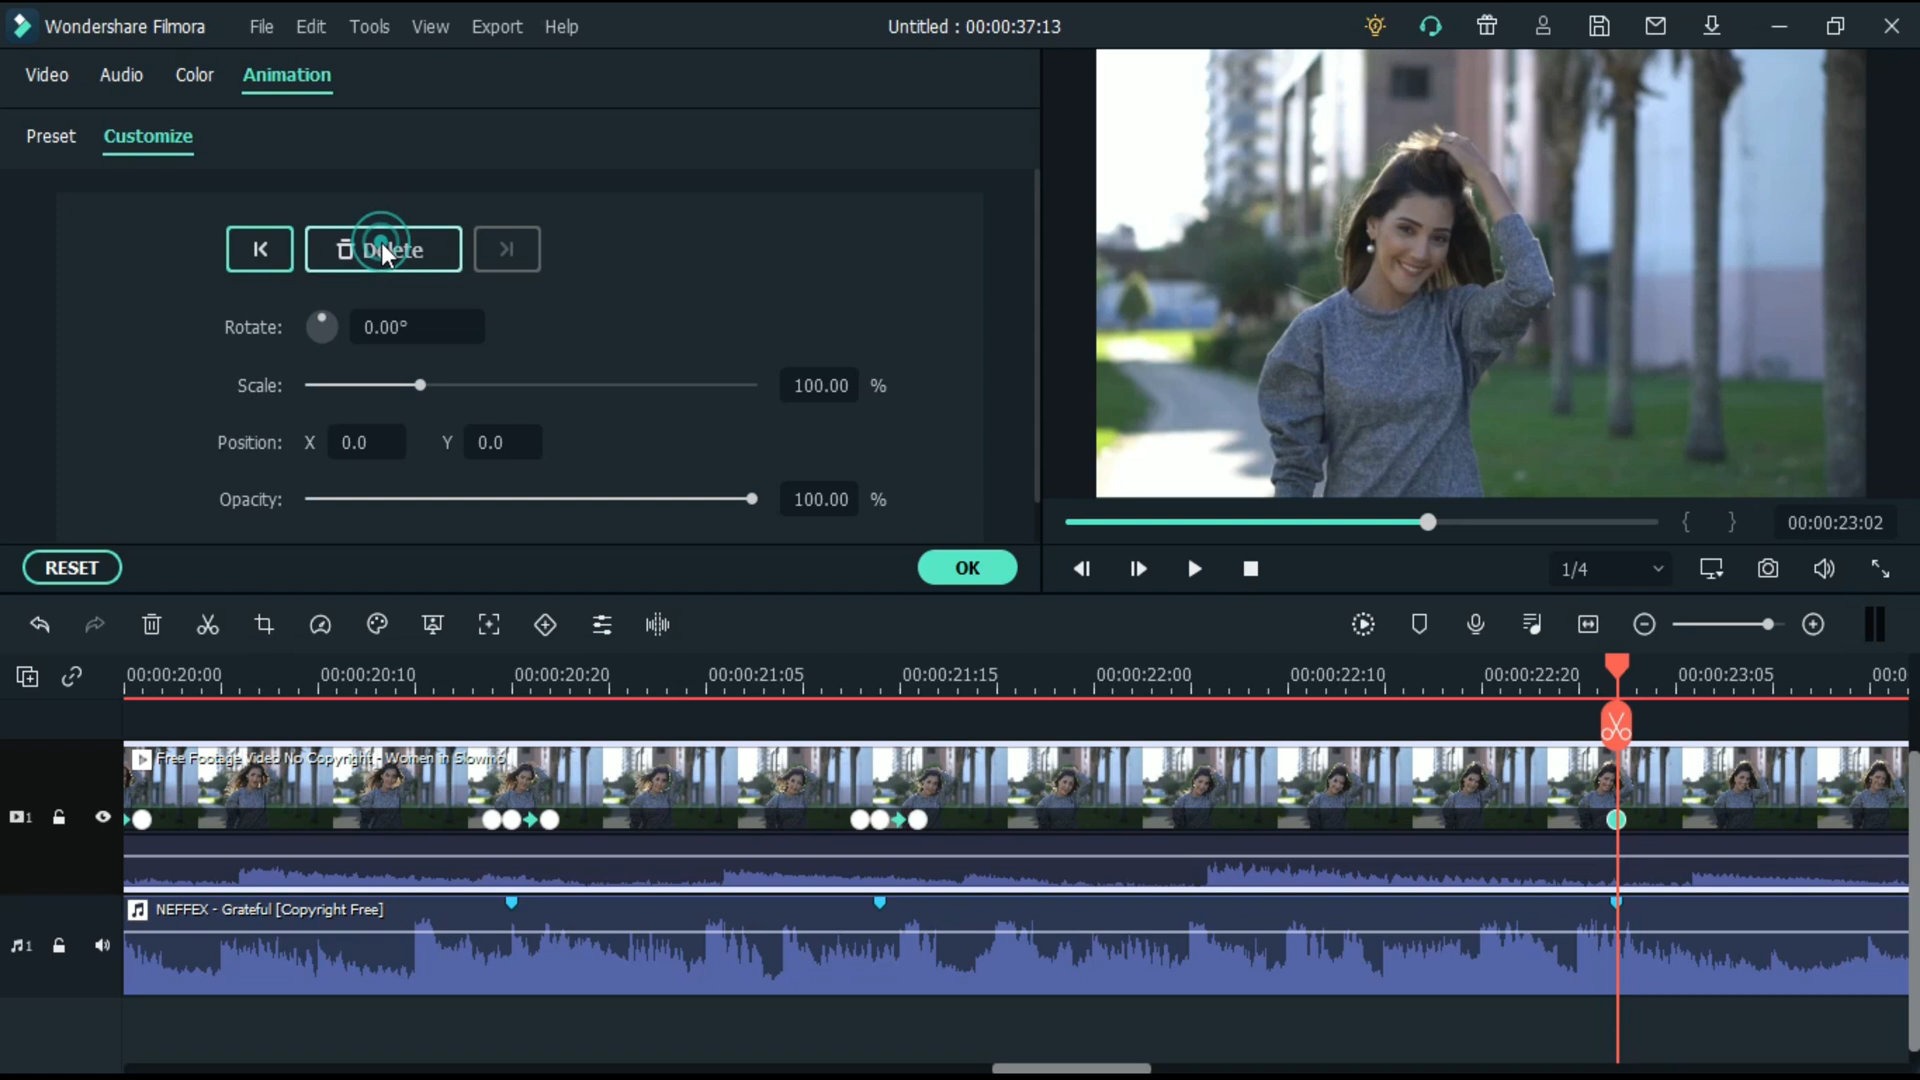 Wondershare Filmora File Edit Tools View Export Help Untitled : 00:00:37:13
Video Audio Color Animation
Preset Customize
Delete
Rotate: 0.00°
Scale: 100.00 %
Position: X 0.0 Y 0.0
Opacity: 100.00 %
{ } 00:00:23:02
RESET OK
1/4
00:00:20:00 00:00:20:10 00:00:20:20 00:00:21:05 00:00:21:15 00:00:22:00 00:00:22:10 00:00:22:20 00:00:23:05 00:0
Free Footage Video No Copyright - Women in Slowmo
1
NEFFEX - Grateful [Copyright Free]
1